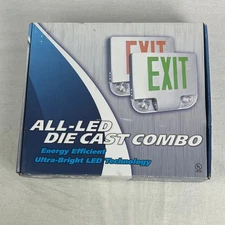 EXIT
EXIT
ALL-LED
DIE CAST COMBO
Energy Efficient
Ultra-Bright LED Technology